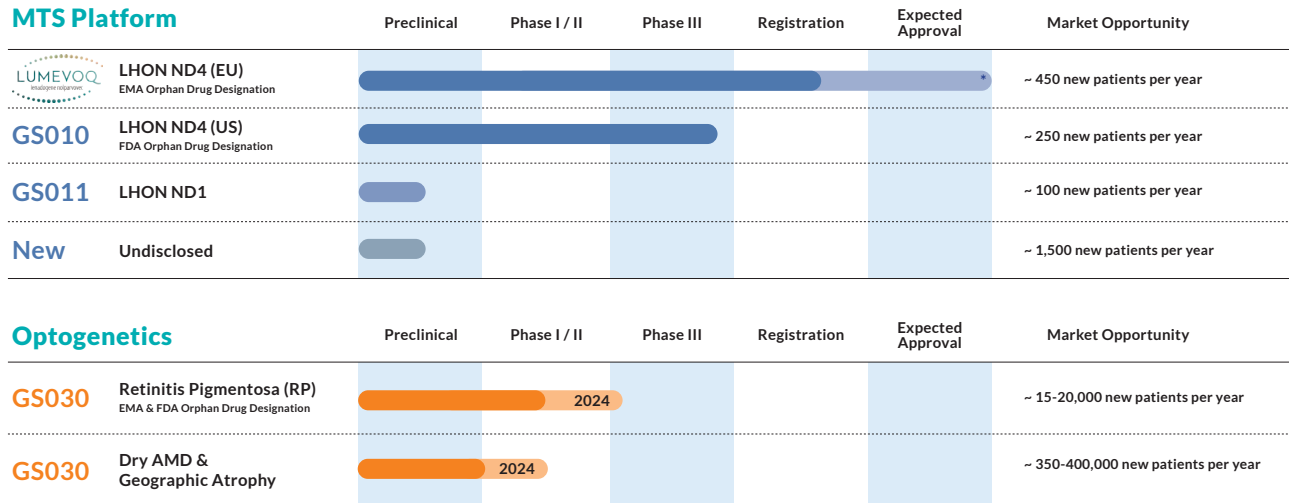 MTS Platform
Preclinical
Phase I / II
Phase III
Registration
Expected
Approval
Market Opportunity
LUMEVOQ
LHON ND4 (EU)
EMA Orphan Drug Designation
*
~ 450 new patients per year
GS010
LHON ND4 (US)
FDA Orphan Drug Designation
~ 250 new patients per year
GS011
LHON ND1
~ 100 new patients per year
New
Undisclosed
~ 1,500 new patients per year
Optogenetics
Preclinical
Phase I / II
Phase III
Registration
Expected
Approval
Market Opportunity
GS030
Retinitis Pigmentosa (RP)
EMA & FDA Orphan Drug Designation
2024
~ 15-20,000 new patients per year
GS030
Dry AMD &
Geographic Atrophy
2024
~ 350-400,000 new patients per year